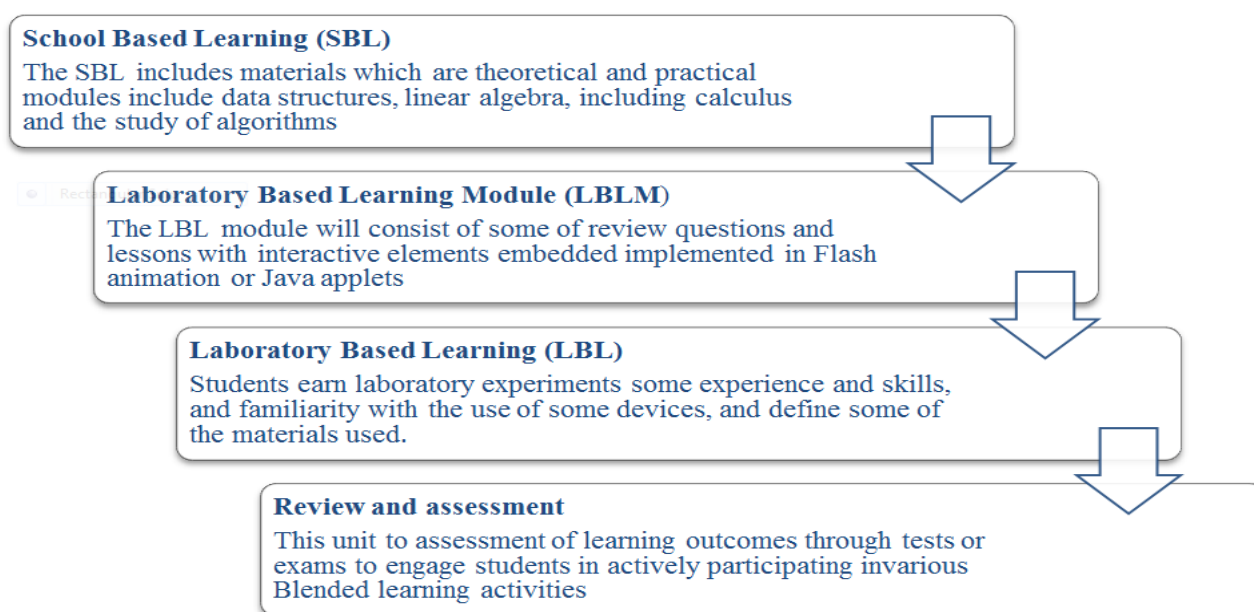 School Based Learning (SBL)
The SBL includes materials which are theoretical and practical
modules include data structures, linear algebra, including calculus
and the study of algorithms
Laboratory Based Learning Module (LBLM)
The LBL module will consist of some of review questions and
lessons with interactive elements embedded implemented in Flash
animation or Java applets
Laboratory Based Learning (LBL)
Students earn laboratory experiments some experience and skills,
and familiarity with the use of some devices, and define some of
the materials used.
Review and assessment
This unit to assessment of learning outcomes through tests or
exams to engage students in actively participating invarious
Blended learning activities